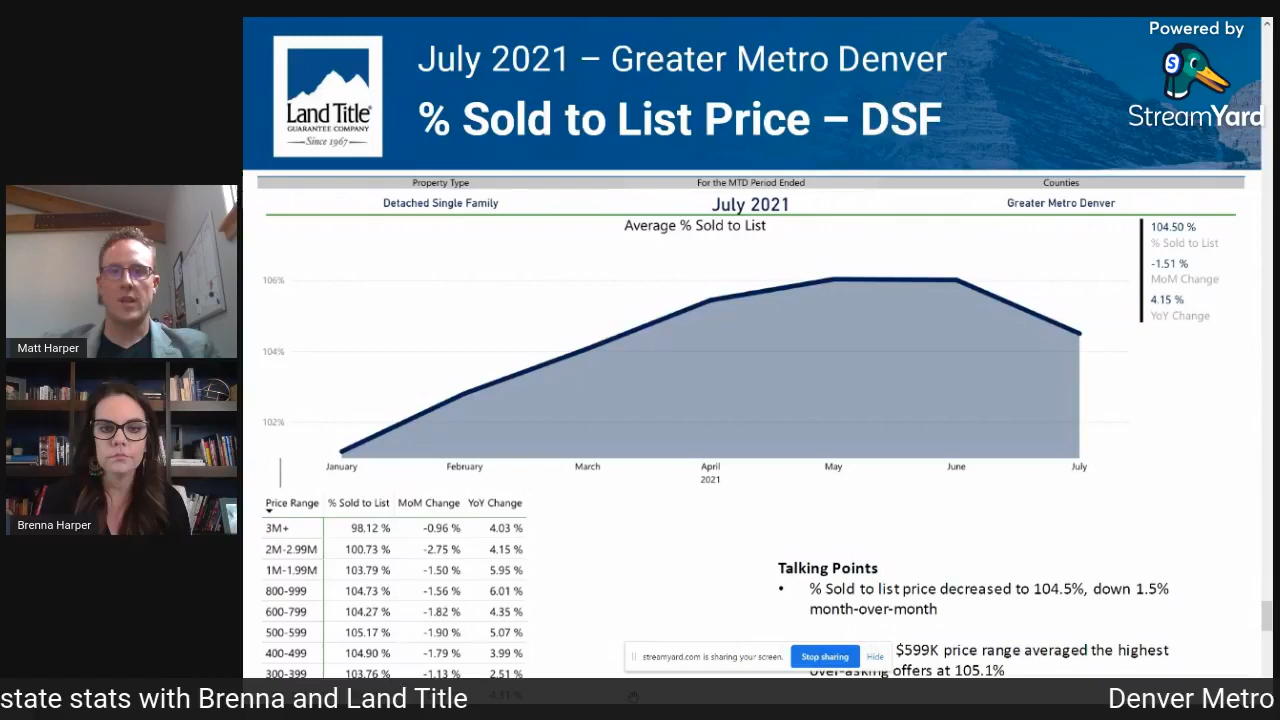 Powered by
StreamYard
July 2021 – Greater Metro Denver
% Sold to List Price – DSF
Land Title
GUARANTEE COMPANY
Since 1967
Property Type
For the MTD Period Ended
Counties
Detached Single Family
July 2021
Greater Metro Denver
Average % Sold to List
104.50 %
% Sold to List
-1.51 %
MoM Change
4.15 %
YoY Change
106%
104%
102%
January February March April May June July
2021
Matt Harper
Brenna Harper
Price Range % Sold to List MoM Change YoY Change
3M+ 98.12 % -0.96 % 4.03 %
2M-2.99M 100.73 % -2.75 % 4.15 %
1M-1.99M 103.79 % -1.50 % 5.95 %
800-999 104.73 % -1.56 % 6.01 %
600-799 104.27 % -1.82 % 4.35 %
500-599 105.17 % -1.90 % 5.07 %
400-499 104.90 % -1.79 % 3.99 %
300-399 103.76 % -1.13 % 2.51 %
Talking Points
• % Sold to list price decreased to 104.5%, down 1.5%
month-over-month
$599K price range averaged the highest
over-asking offers at 105.1%
streamyard.com is sharing your screen.
Stop sharing
Hide
state stats with Brenna and Land Title
Denver Metro